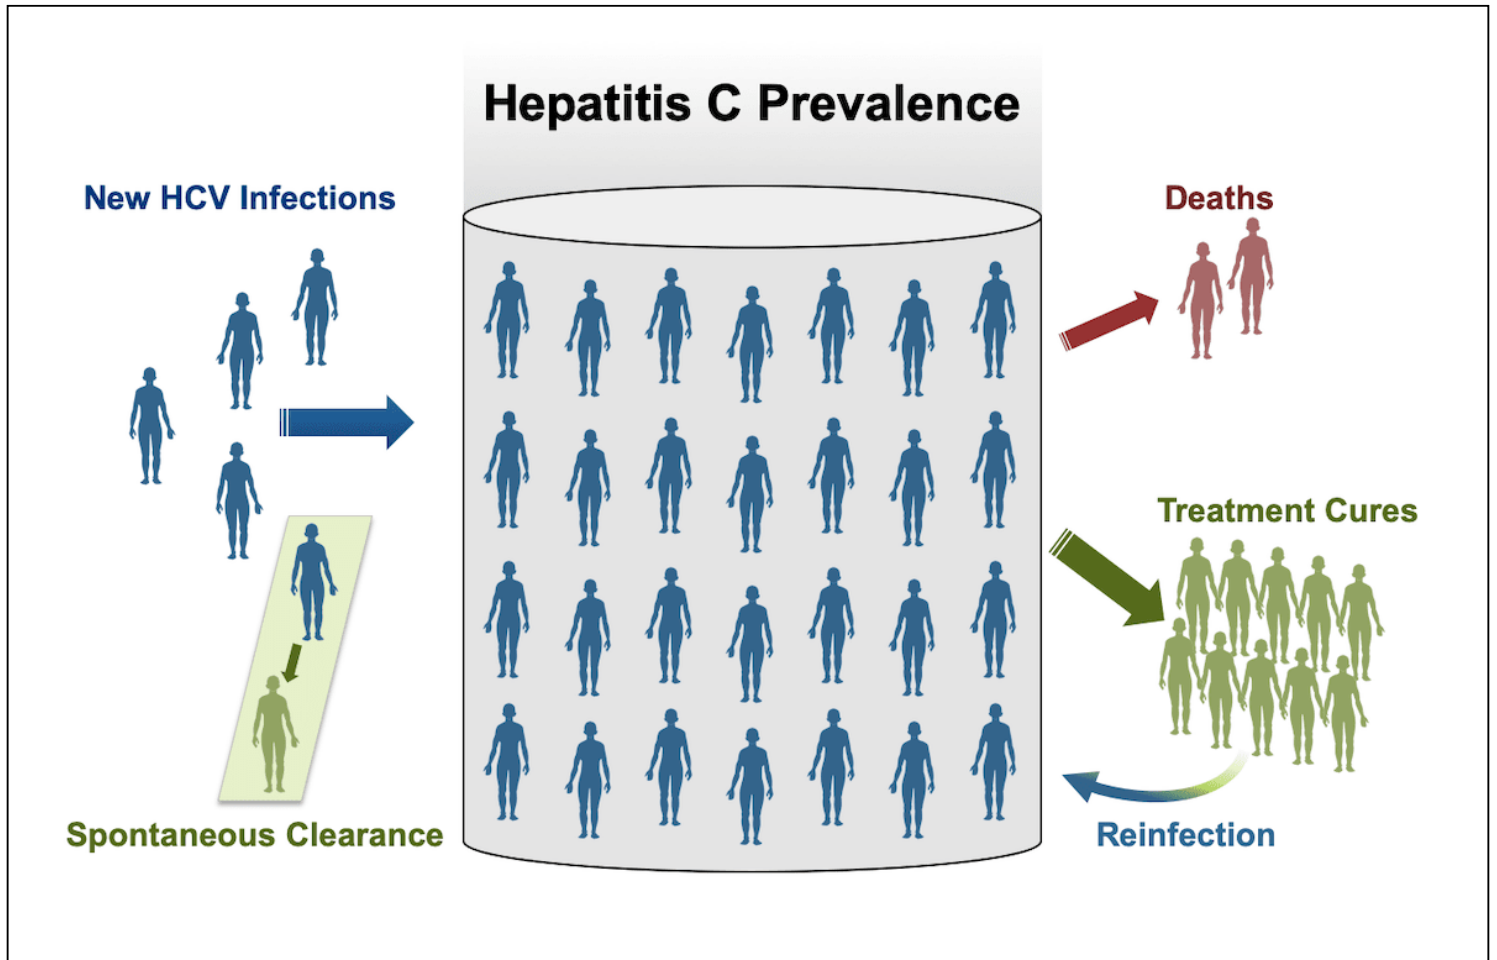 Hepatitis C Prevalence
New HCV Infections
Deaths
Treatment Cures
Spontaneous Clearance
Reinfection